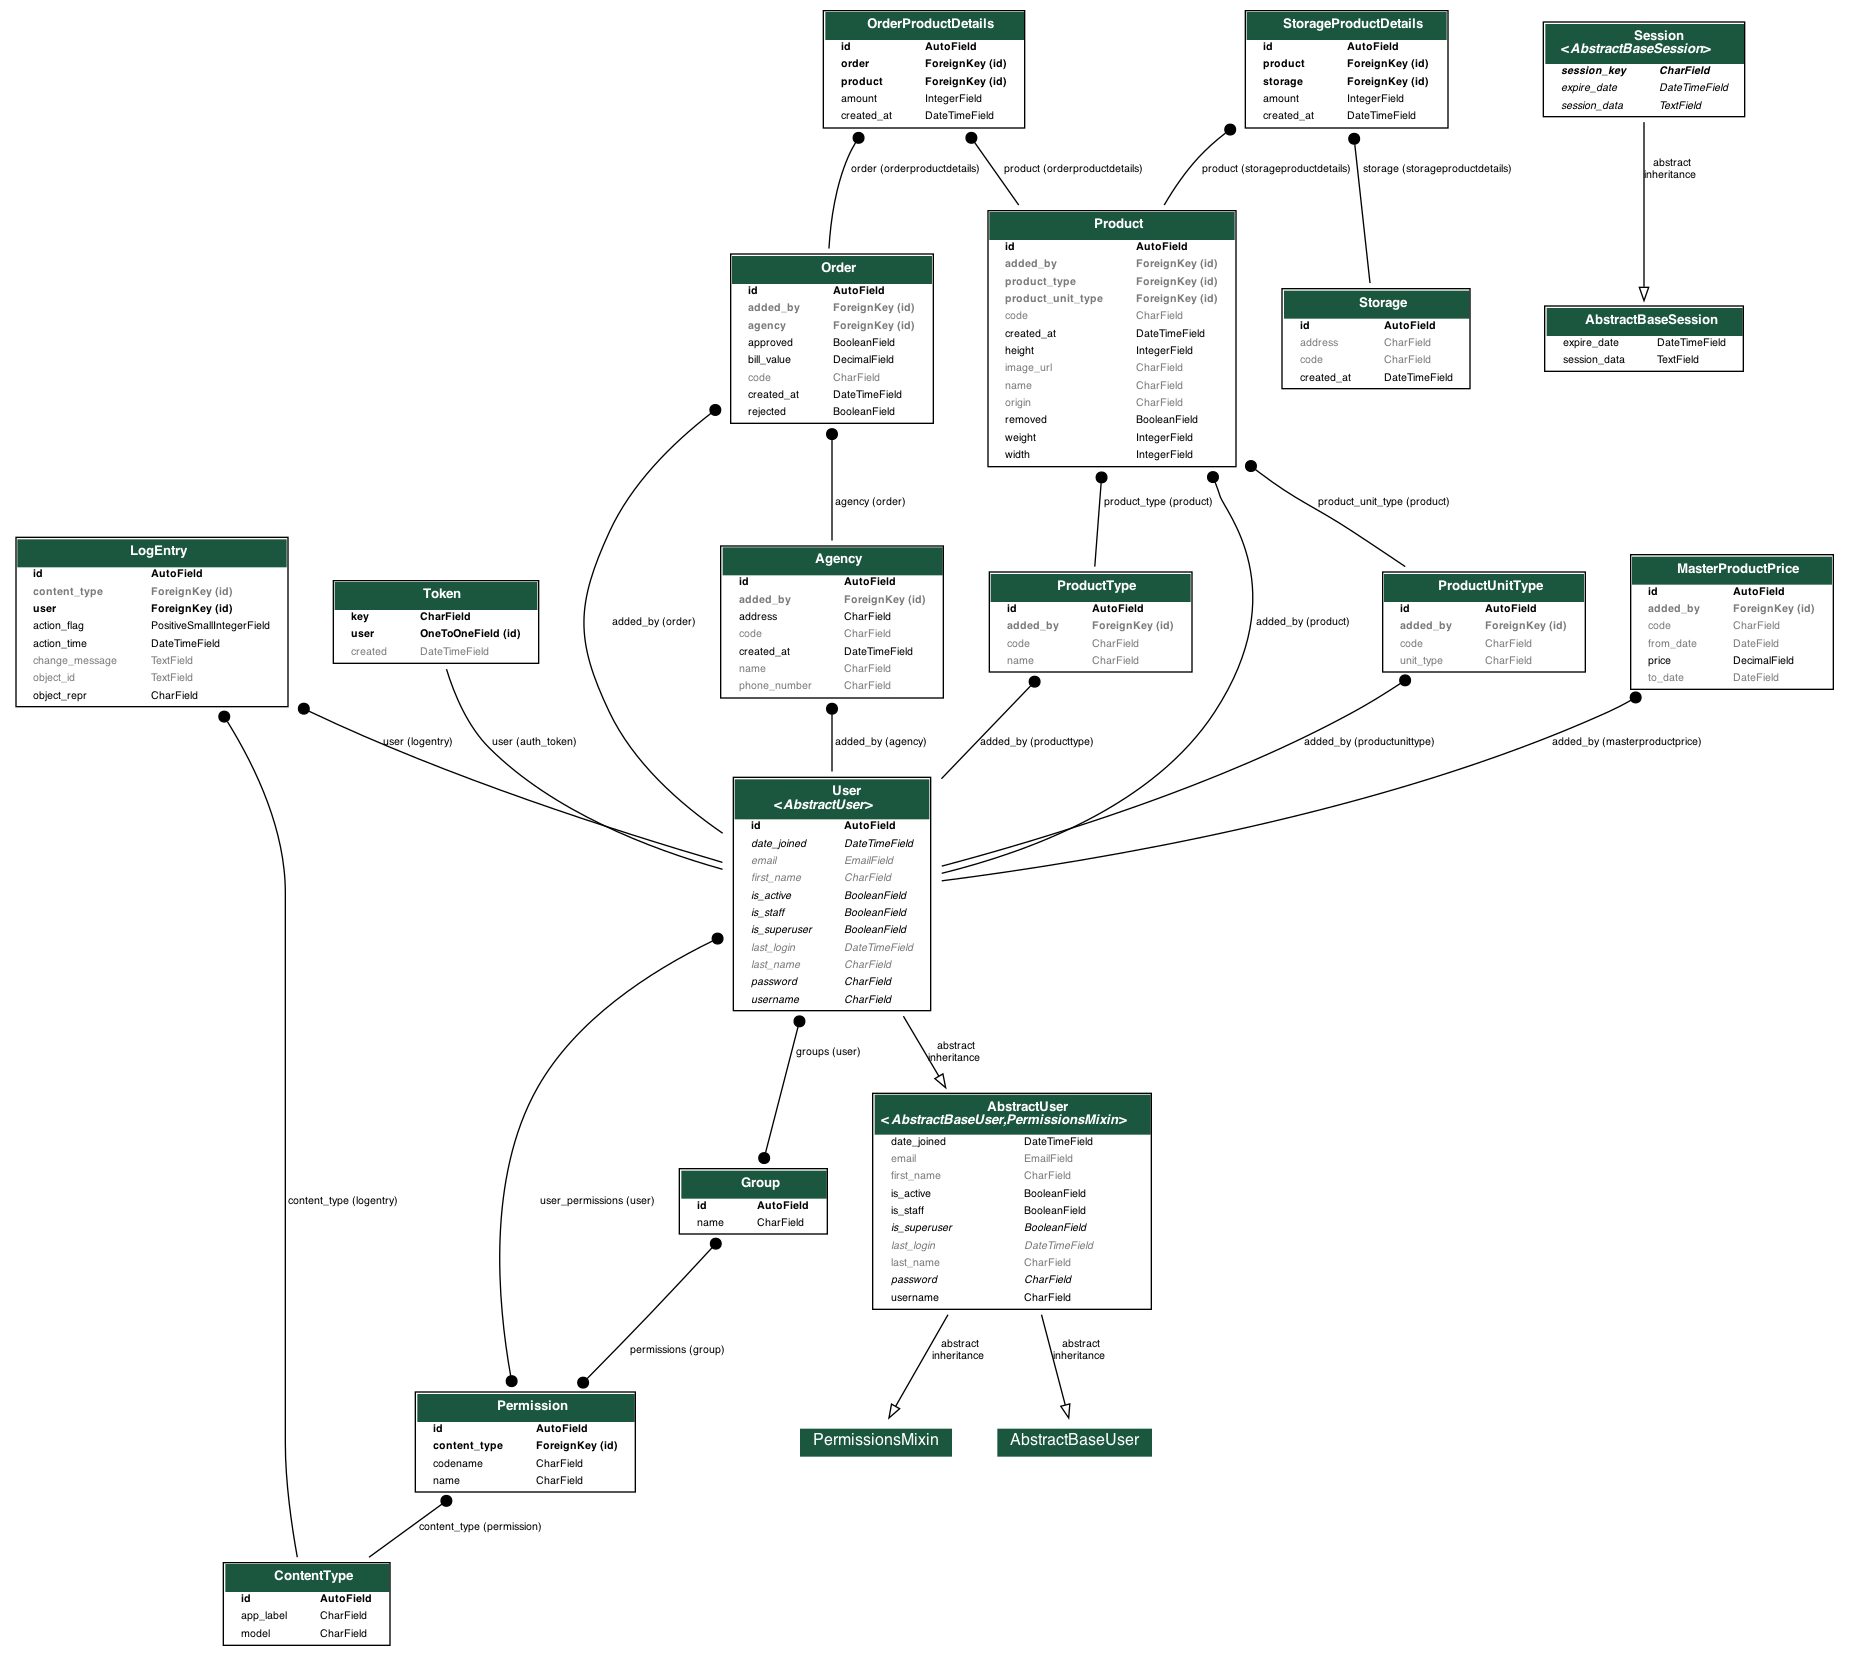 OrderProductDetails
id AutoField
order ForeignKey (id)
product ForeignKey (id)
amount IntegerField
created_at DateTimeField
StorageProductDetails
id AutoField
product ForeignKey (id)
storage ForeignKey (id)
amount IntegerField
created_at DateTimeField
Session
<AbstractBaseSession>
session_key CharField
expire_date DateTimeField
session_data TextField
order (orderproductdetails)
product (orderproductdetails)
product (storageproductdetails)
storage (storageproductdetails)
abstract
inheritance
Order
id AutoField
added_by ForeignKey (id)
agency ForeignKey (id)
approved BooleanField
bill_value DecimalField
code CharField
created_at DateTimeField
rejected BooleanField
Product
id AutoField
added_by ForeignKey (id)
product_type ForeignKey (id)
product_unit_type ForeignKey (id)
code CharField
created_at DateTimeField
height IntegerField
image_url CharField
name CharField
origin CharField
removed BooleanField
weight IntegerField
width IntegerField
Storage
id AutoField
address CharField
code CharField
created_at DateTimeField
AbstractBaseSession
expire_date DateTimeField
session_data TextField
agency (order)
product_type (product)
product_unit_type (product)
LogEntry
id AutoField
content_type ForeignKey (id)
user ForeignKey (id)
action_flag PositiveSmallIntegerField
action_time DateTimeField
change_message TextField
object_id TextField
object_repr CharField
Token
key CharField
user OneToOneField (id)
created DateTimeField
added_by (order)
Agency
id AutoField
added_by ForeignKey (id)
address CharField
code CharField
created_at DateTimeField
name CharField
phone_number CharField
ProductType
id AutoField
added_by ForeignKey (id)
code CharField
name CharField
added_by (product)
ProductUnitType
id AutoField
added_by ForeignKey (id)
code CharField
unit_type CharField
MasterProductPrice
id AutoField
added_by ForeignKey (id)
code CharField
from_date DateField
price DecimalField
to_date DateField
user (logentry)
user (auth_token)
added_by (agency)
added_by (producttype)
added_by (productunittype)
added_by (masterproductprice)
User
<AbstractUser>
id AutoField
date_joined DateTimeField
email EmailField
first_name CharField
is_active BooleanField
is_staff BooleanField
is_superuser BooleanField
last_login DateTimeField
last_name CharField
password CharField
username CharField
groups (user)
abstract
inheritance
AbstractUser
<AbstractBaseUser,PermissionsMixin>
date_joined DateTimeField
email EmailField
first_name CharField
is_active BooleanField
is_staff BooleanField
is_superuser BooleanField
last_login DateTimeField
last_name CharField
password CharField
username CharField
content_type (logentry)
user_permissions (user)
Group
id AutoField
name CharField
permissions (group)
abstract
inheritance
abstract
inheritance
Permission
id AutoField
content_type ForeignKey (id)
codename CharField
name CharField
PermissionsMixin
AbstractBaseUser
content_type (permission)
ContentType
id AutoField
app_label CharField
model CharField